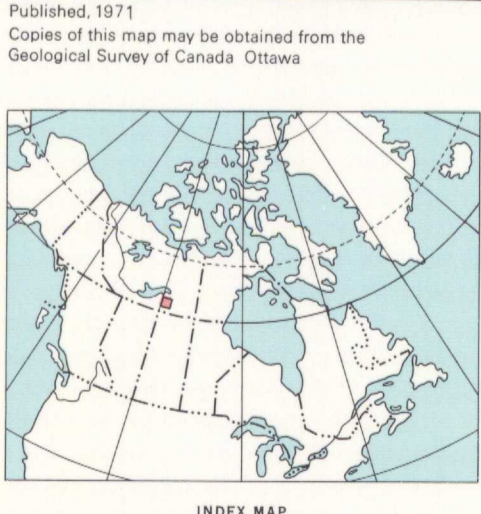 Published, 1971
Copies of this map may be obtained from the
Geological Survey of Canada Ottawa
INDEX MAP